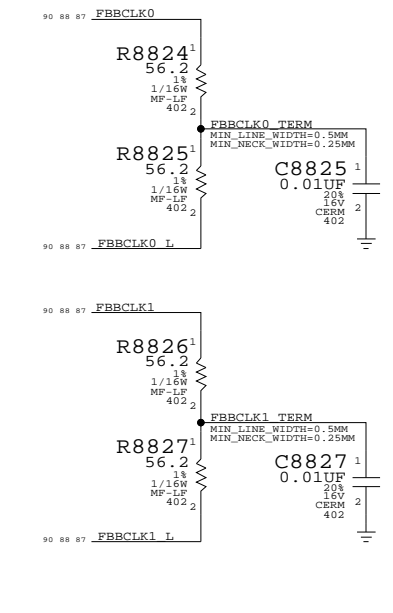 90 88 87 FBBCLK0
R8824 1
56.2
1%
1/16W
MF-LF
402 2
FBBCLK0_TERM
MIN_LINE_WIDTH=0.5MM
MIN_NECK_WIDTH=0.25MM
R8825 1
56.2
1%
1/16W
MF-LF
402 2
C8825 1
0.01UF
20%
16V
CERM 2
402
90 88 87 FBBCLK0_L
90 88 87 FBBCLK1
R8826 1
56.2
1%
1/16W
MF-LF
402 2
FBBCLK1_TERM
MIN_LINE_WIDTH=0.5MM
MIN_NECK_WIDTH=0.25MM
R8827 1
56.2
1%
1/16W
MF-LF
402 2
C8827 1
0.01UF
20%
16V
CERM 2
402
90 88 87 FBBCLK1_L